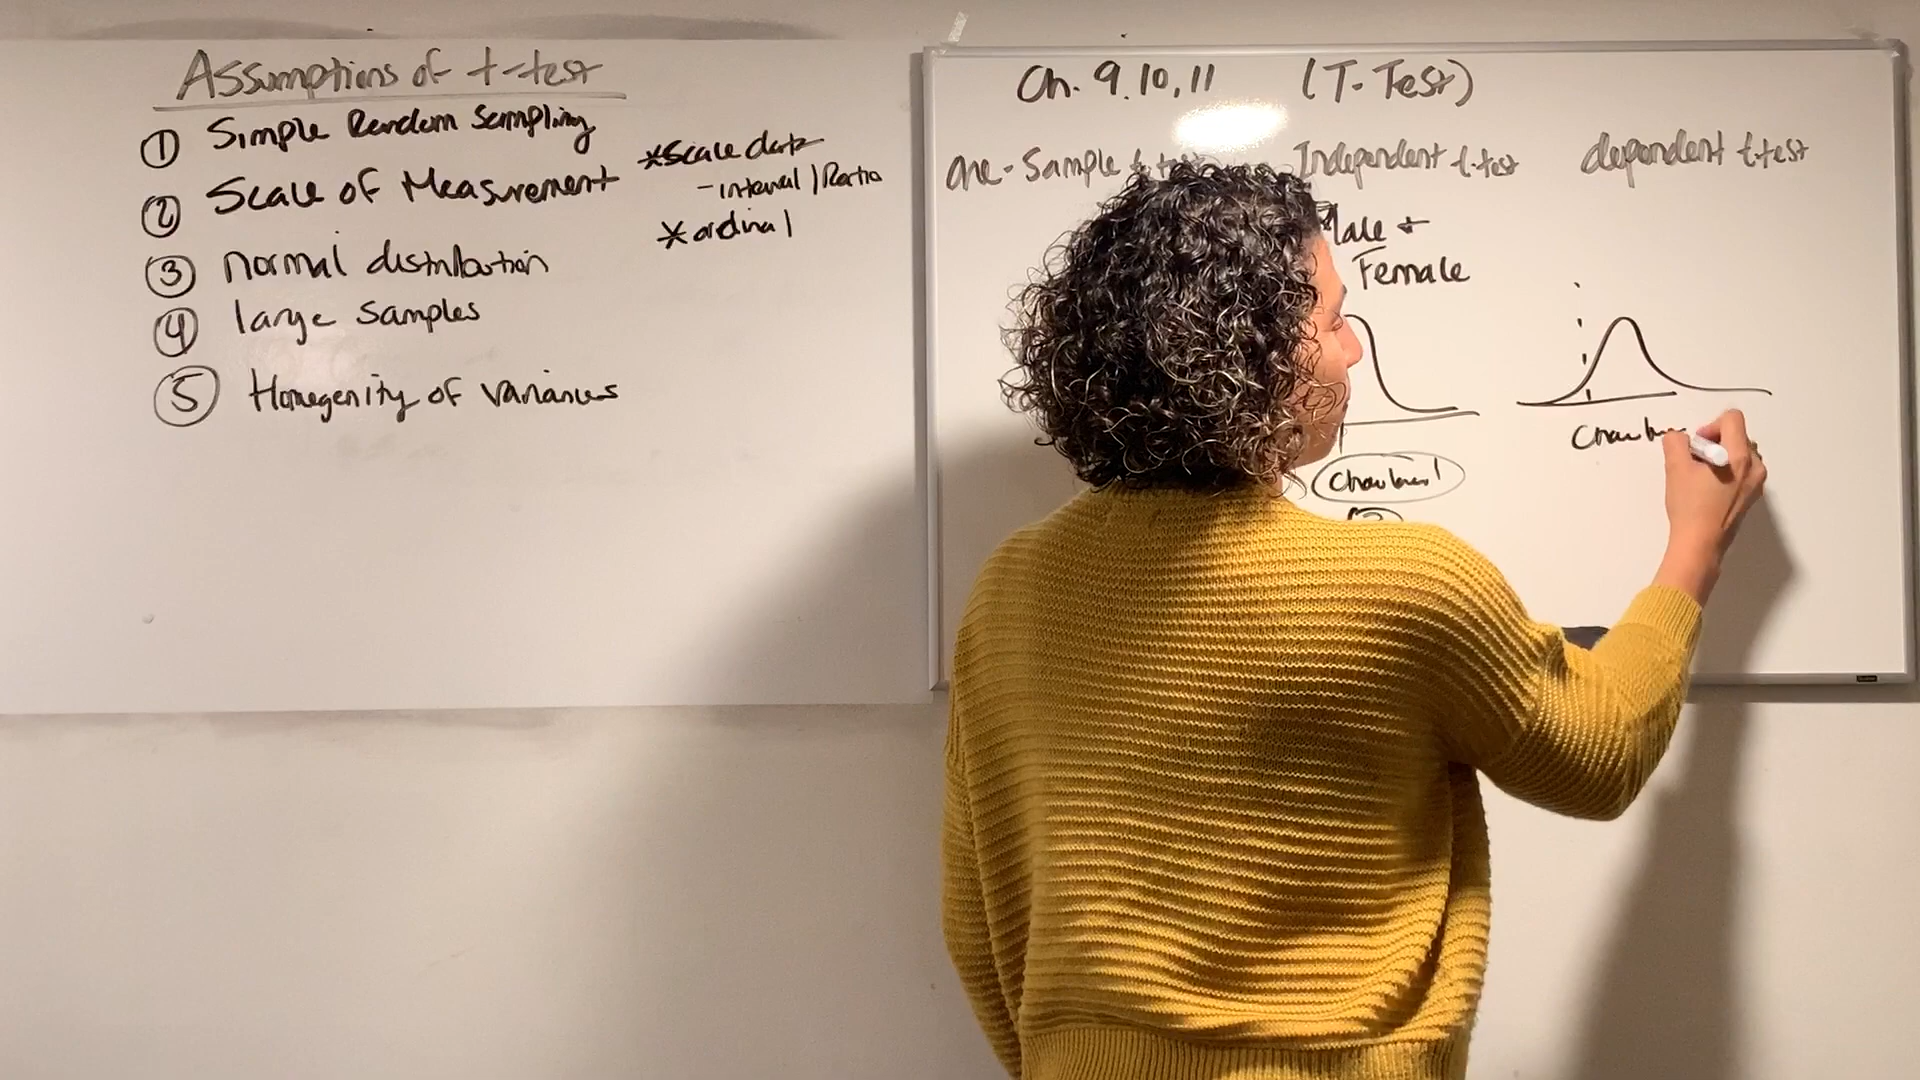 Assumptions of t-test
① Simple Random Sampling
② Scale of Measurement
*Scale data
- interval / Ratio
*ordinal
③ normal distribution
④ large samples
⑤ Homogenity of variances
Ch. 9.10,11 (T-Test)
One-Sample t-test
Independent t-test
dependent t-test
Male +
Female